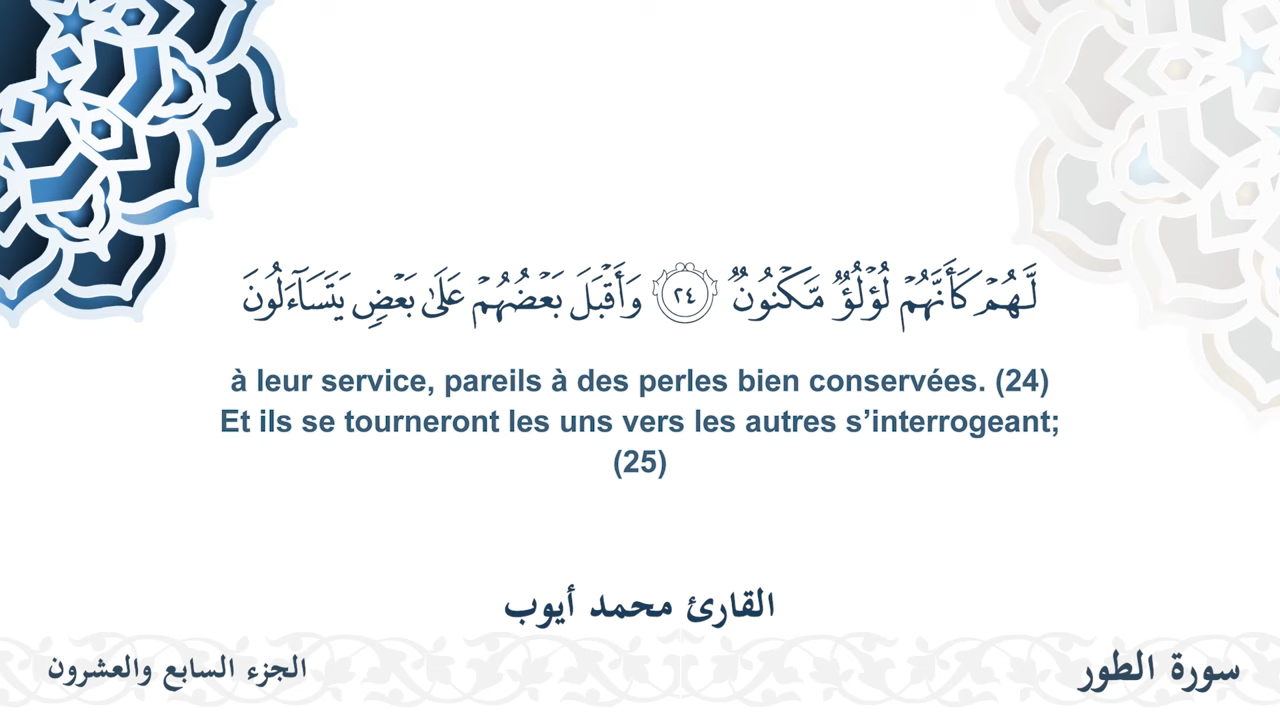 لَّهُمْ كَأَنَّهُمْ لُؤْلُؤٌ مَّكْنُونٌ ٢٤ وَأَقْبَلَ بَعْضُهُمْ عَلَىٰ بَعْضٍ يَتَسَآءَلُونَ
à leur service, pareils à des perles bien conservées. (24)
Et ils se tourneront les uns vers les autres s’interrogeant;
(25)
القارئ محمد أيوب
سورة الطور
الجزء السابع والعشرون